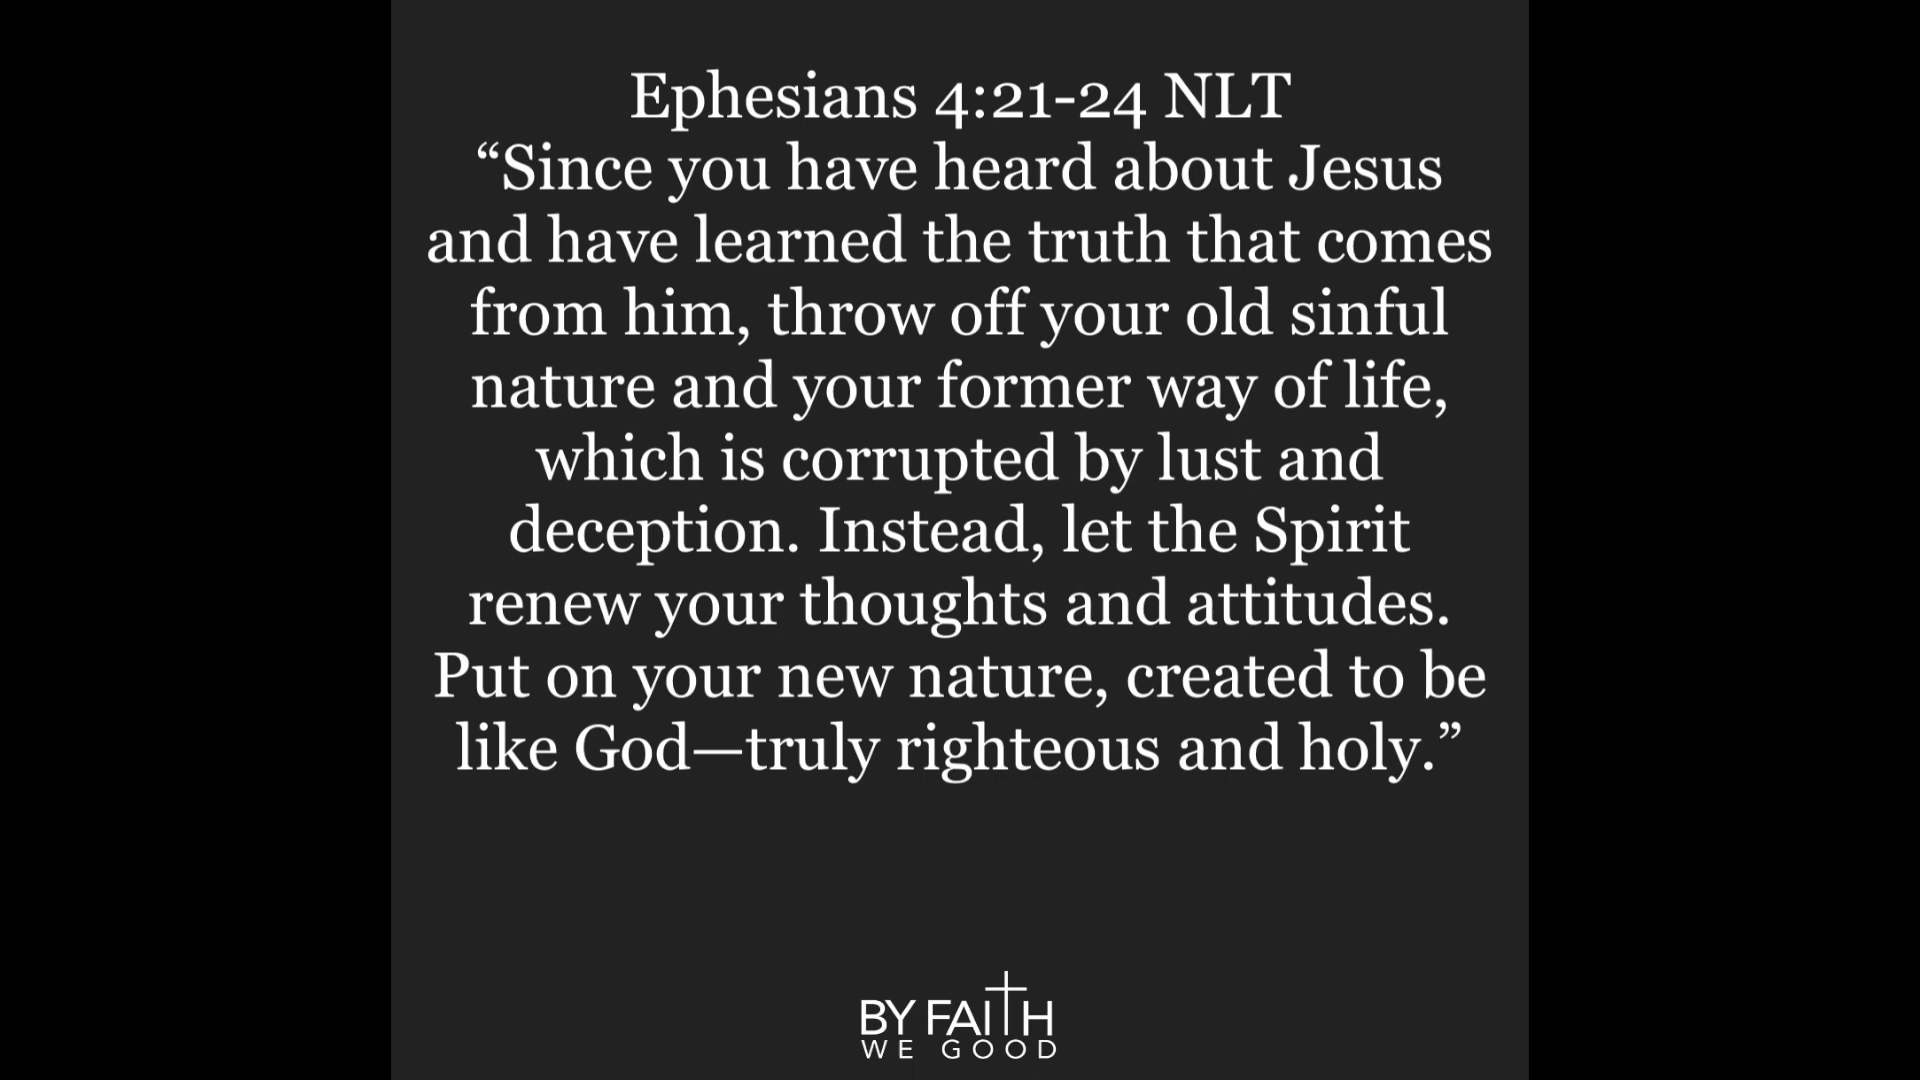 Ephesians 4:21-24 NLT
“Since you have heard about Jesus
and have learned the truth that comes
from him, throw off your old sinful
nature and your former way of life,
which is corrupted by lust and
deception. Instead, let the Spirit
renew your thoughts and attitudes.
Put on your new nature, created to be
like God—truly righteous and holy.”
BY FAITH
WE GOOD